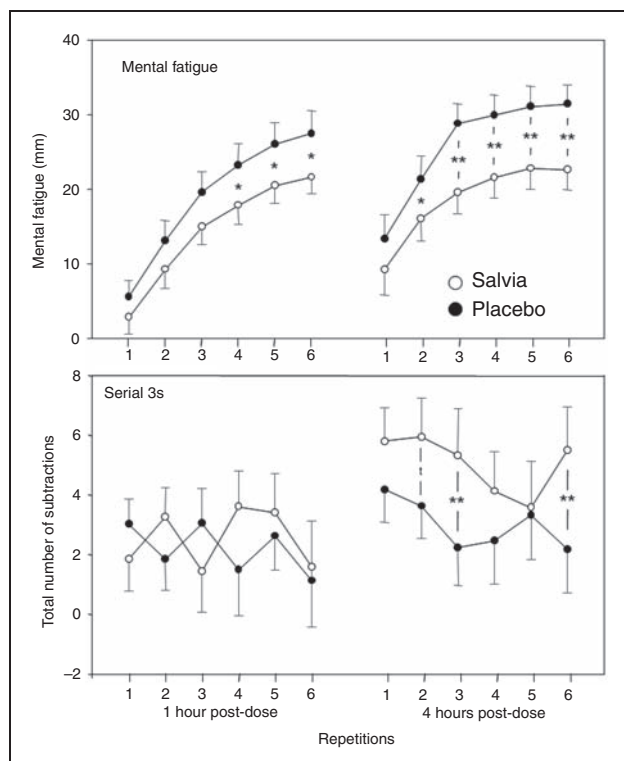 40
Mental fatigue
30
20
10
0
Mental fatigue (mm)
* * *
* ** ** ** **
Salvia
Placebo
1 2 3 4 5 6 1 2 3 4 5 6
8
Serial 3s
6
4
2
0
–2
Total number of subtractions
** **
1 2 3 4 5 6 1 2 3 4 5 6
1 hour post-dose 4 hours post-dose
Repetitions